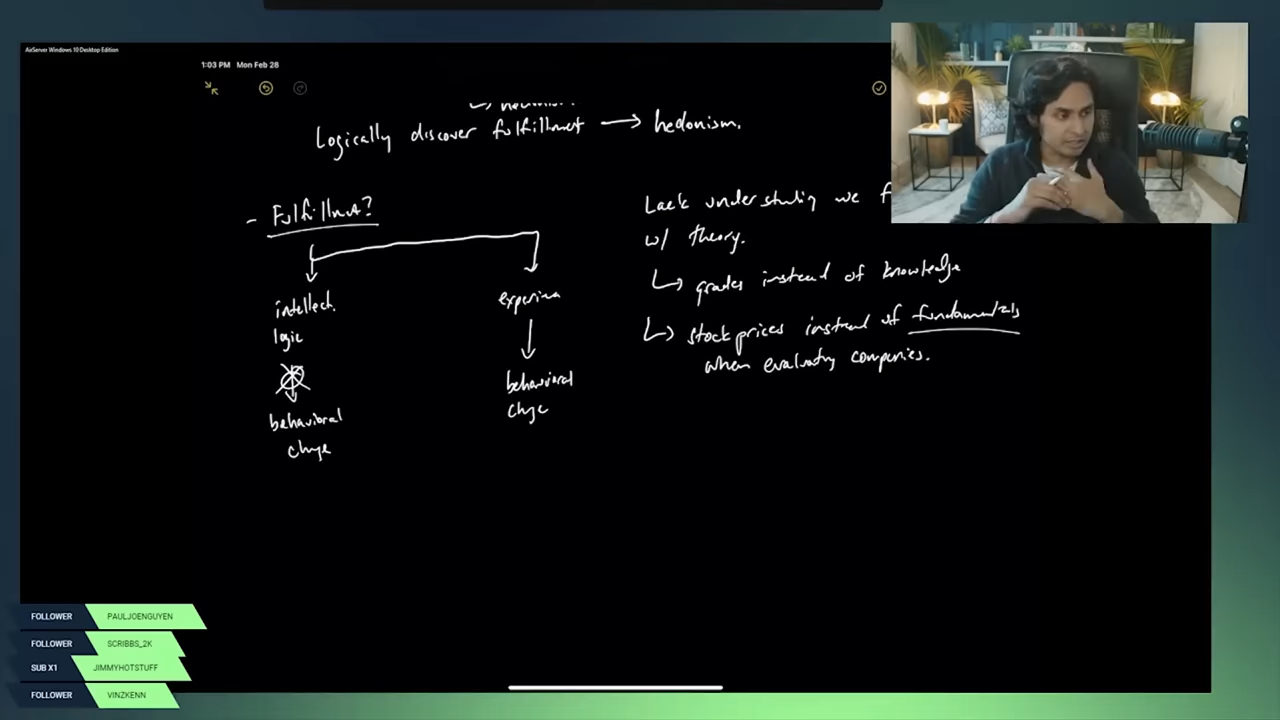 AirServer Windows 10 Desktop Edition
1:03 PM Mon Feb 28
Logically discover fulfillment → hedonism.
- Fulfillment?
intellect.
logic
behavioral
change
experience
behavioral
change
Lack understanding we f
w/ theory.
↳ grades instead of knowledge
↳ stock prices instead of fundamentals
when evaluating companies.
FOLLOWER PAULJOENGUYEN
FOLLOWER SCRIBBS_2K
SUB X1 JIMMYHOTSTUFF
FOLLOWER VINZKENN